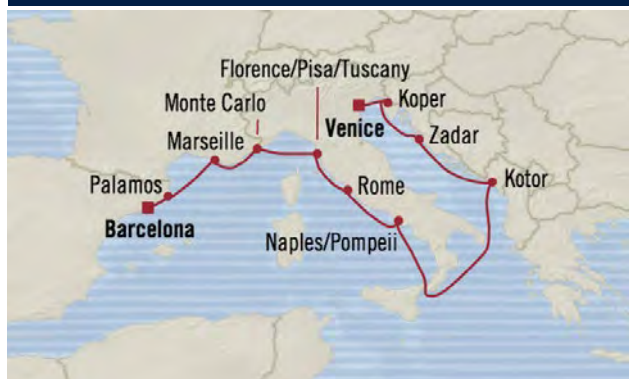 Florence/Pisa/Tuscany
Monte Carlo
Koper
Venice
Marseille
Zadar
Palamos
Rome
Kotor
Barcelona
Naples/Pompeii